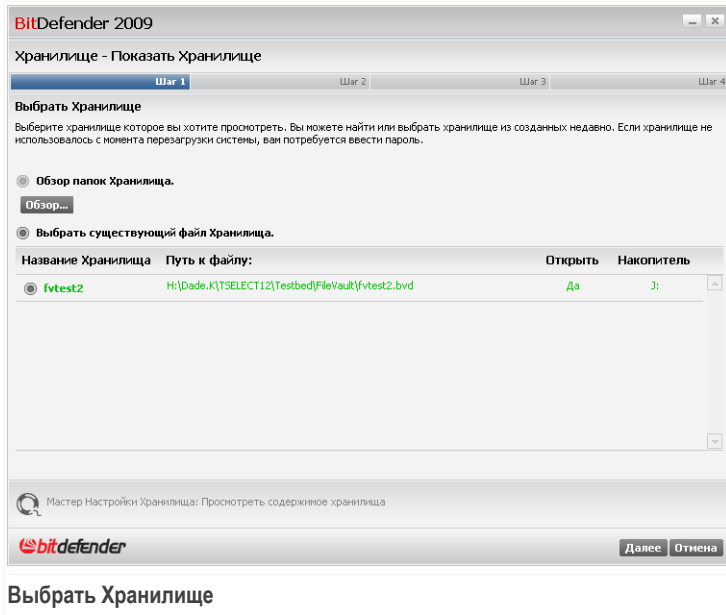 BitDefender 2009
Хранилище - Показать Хранилище
Шаг 1 Шаг 2 Шаг 3 Шаг 4
Выбрать Хранилище
Выберите хранилище которое вы хотите просмотреть. Вы можете найти или выбрать хранилище из созданных недавно. Если хранилище не
использовалось с момента перезагрузки системы, вам потребуется ввести пароль.
Обзор папок Хранилища.
Обзор...
Выбрать существующий файл Хранилища.
Название Хранилища Путь к файлу: Открыть Накопитель
fvtest2 H:\Dade.K\TSELECT12\Testbed\FileVault\fvtest2.bvd Да J:
Мастер Настройки Хранилища: Просмотреть содержимое хранилища
bitdefender Далее Отмена
Выбрать Хранилище